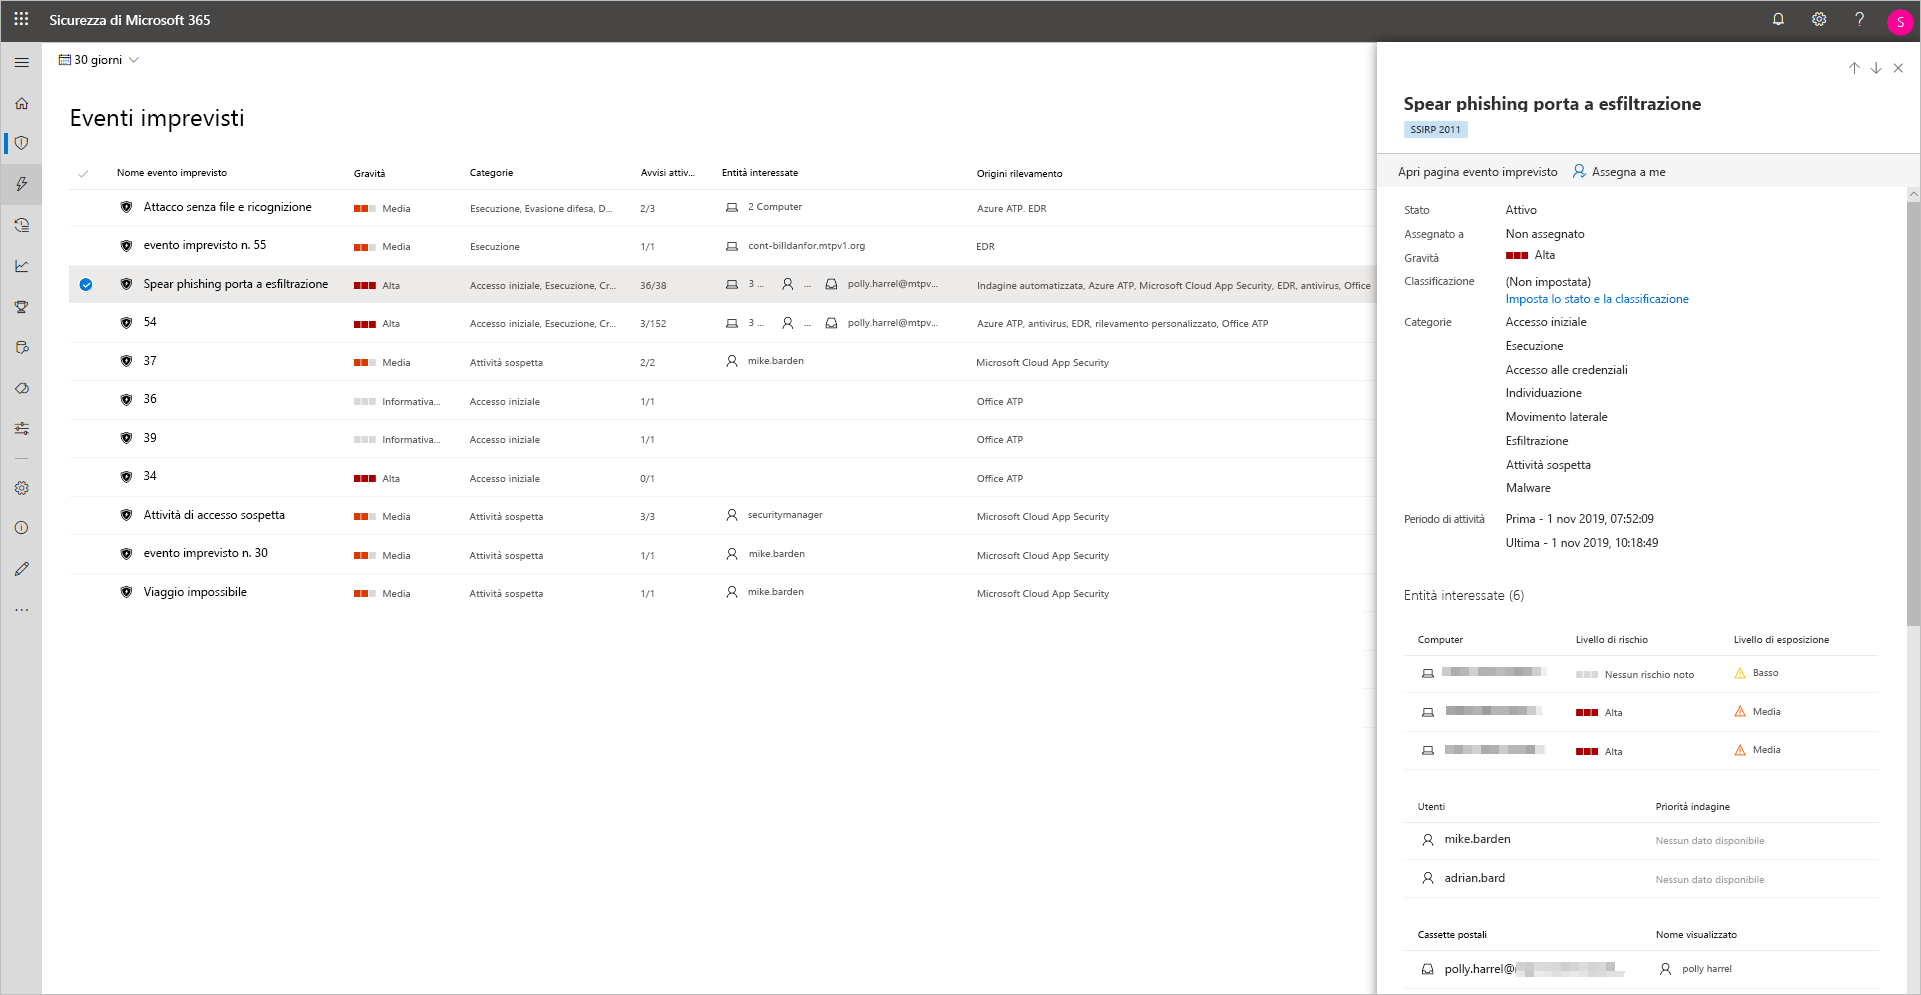 Sicurezza di Microsoft 365
S
30 giorni
Eventi imprevisti
Nome evento imprevisto Gravità Categorie Avvisi attiv... Entità interessate Origini rilevamento
Attacco senza file e ricognizione Media Esecuzione, Evasione difesa, D... 2/3 2 Computer Azure ATP. EDR
evento imprevisto n. 55 Media Esecuzione 1/1 cont-billdanfor.mtpv1.org EDR
Spear phishing porta a esfiltrazione Alta Accesso iniziale, Esecuzione, Cr... 36/38 3 ... ... polly.harrel@mtpv... Indagine automatizzata, Azure ATP, Microsoft Cloud App Security, EDR, antivirus, Office
54 Alta Accesso iniziale, Esecuzione, Cr... 3/152 3 ... ... polly.harrel@mtpv... Azure ATP, antivirus, EDR, rilevamento personalizzato, Office ATP
37 Media Attività sospetta 2/2 mike.barden Microsoft Cloud App Security
36 Informativa... Accesso iniziale 1/1 Office ATP
39 Informativa... Accesso iniziale 1/1 Office ATP
34 Alta Accesso iniziale 0/1 Office ATP
Attività di accesso sospetta Media Attività sospetta 3/3 securitymanager Microsoft Cloud App Security
evento imprevisto n. 30 Media Attività sospetta 1/1 mike.barden Microsoft Cloud App Security
Viaggio impossibile Media Attività sospetta 1/1 mike.barden Microsoft Cloud App Security
Spear phishing porta a esfiltrazione
SSIRP 2011
Apri pagina evento imprevisto Assegna a me
Stato Attivo
Assegnato a Non assegnato
Gravità Alta
Classificazione (Non impostata)
Imposta lo stato e la classificazione
Categorie Accesso iniziale
Esecuzione
Accesso alle credenziali
Individuazione
Movimento laterale
Esfiltrazione
Attività sospetta
Malware
Periodo di attività Prima - 1 nov 2019, 07:52:09
Ultima - 1 nov 2019, 10:18:49
Entità interessate (6)
Computer Livello di rischio Livello di esposizione
Nessun rischio noto Basso
Alta Media
Alta Media
Utenti Priorità indagine
mike.barden Nessun dato disponibile
adrian.bard Nessun dato disponibile
Cassette postali Nome visualizzato
polly.harrel@ polly harrel